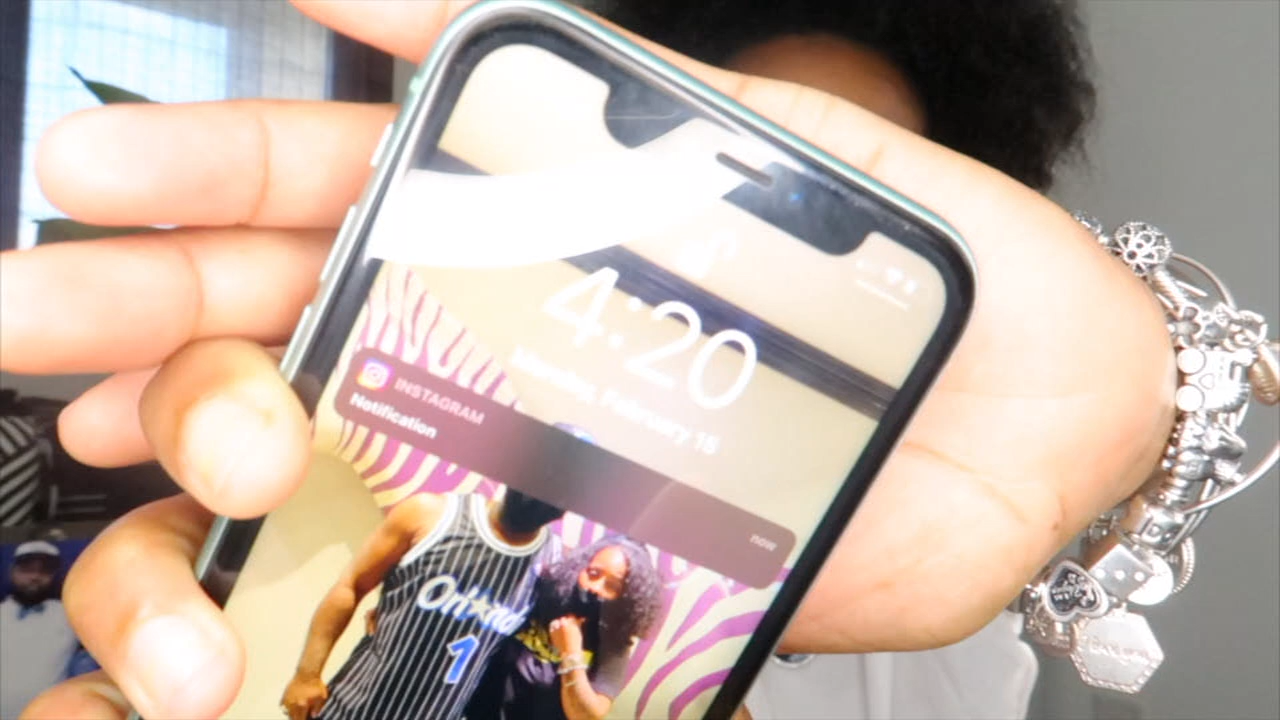 4:20
Monday, February 15
INSTAGRAM
Notification
now
Orlando
1